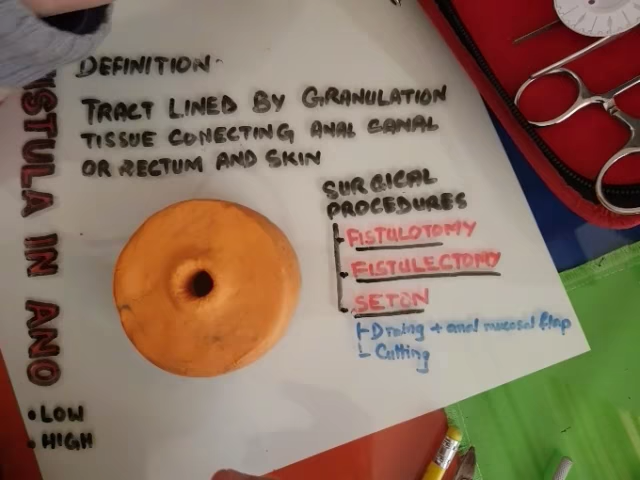 FISTULA IN ANO
• LOW
• HIGH
DEFINITION
TRACT LINED BY GRANULATION
TISSUE CONECTING ANAL CANAL
OR RECTUM AND SKIN
SURGICAL
PROCEDURES
FISTULOTOMY
FISTULECTOMY
SETON
Draing + anal mucosal flap
Cutting